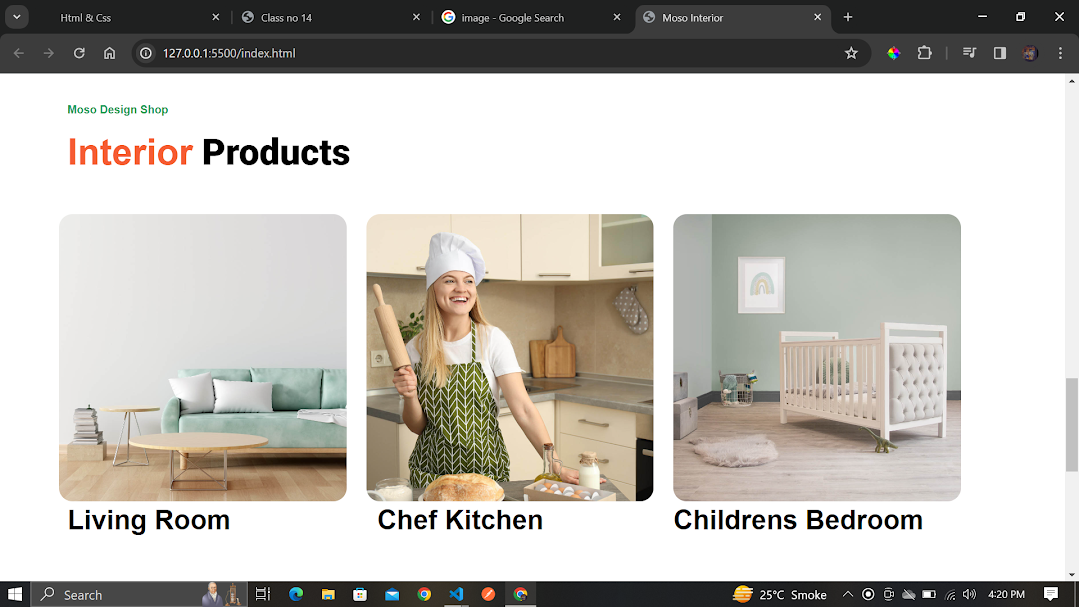 Html & Css
Class no 14
image - Google Search
Moso Interior
127.0.0.1:5500/index.html
Moso Design Shop
Interior Products
Living Room
Chef Kitchen
Childrens Bedroom
Search
25°C Smoke
4:20 PM